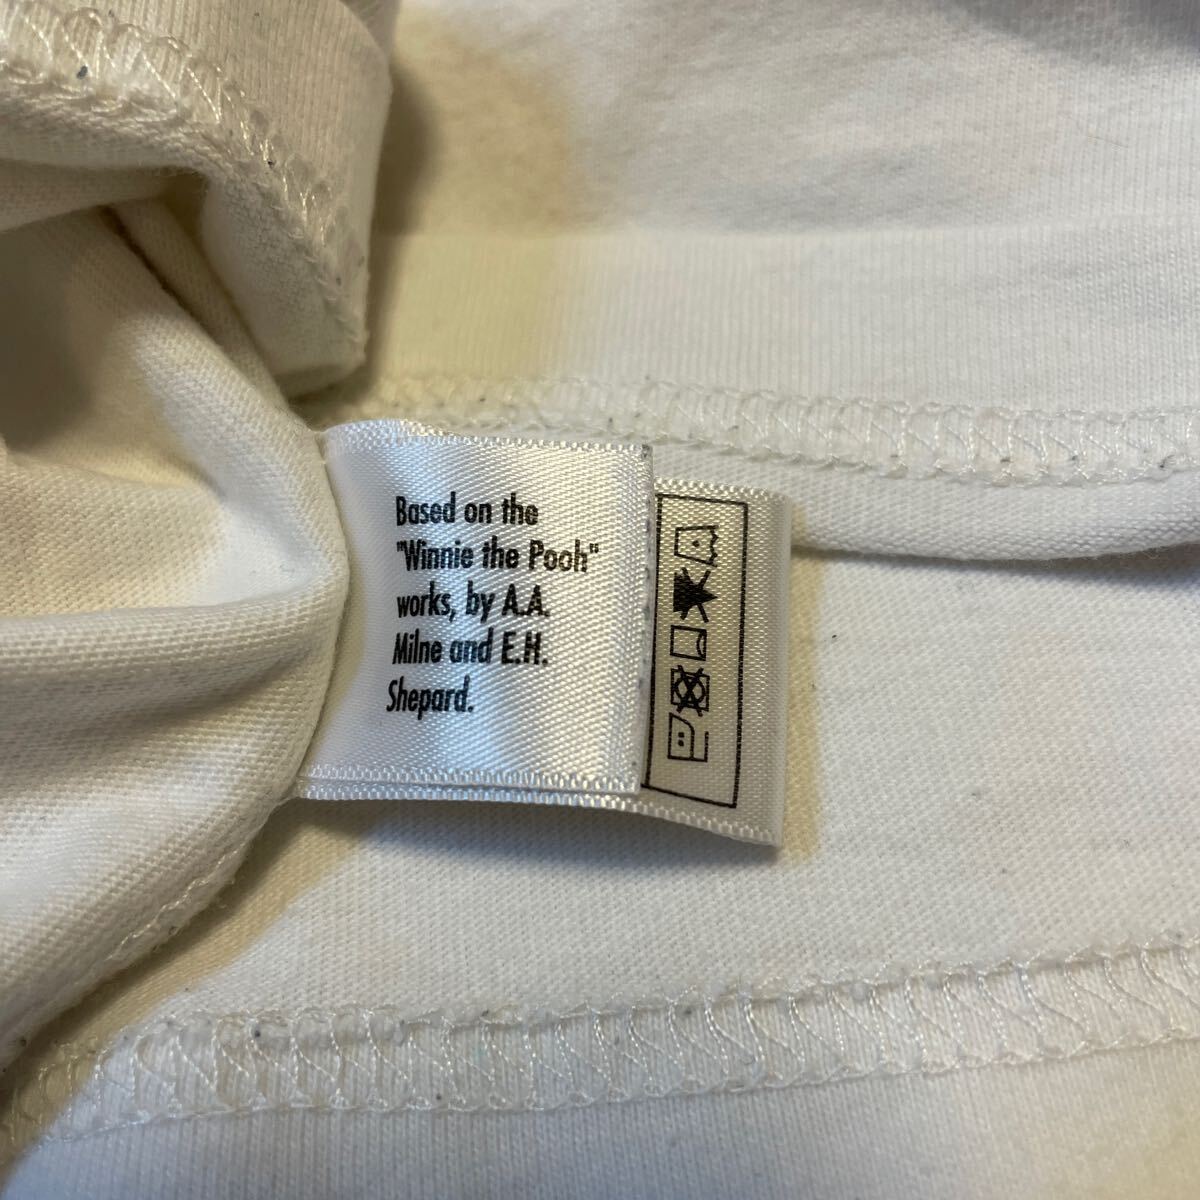 Based on the
"Winnie the Pooh"
works, by A.A.
Milne and E.H.
Shepard.